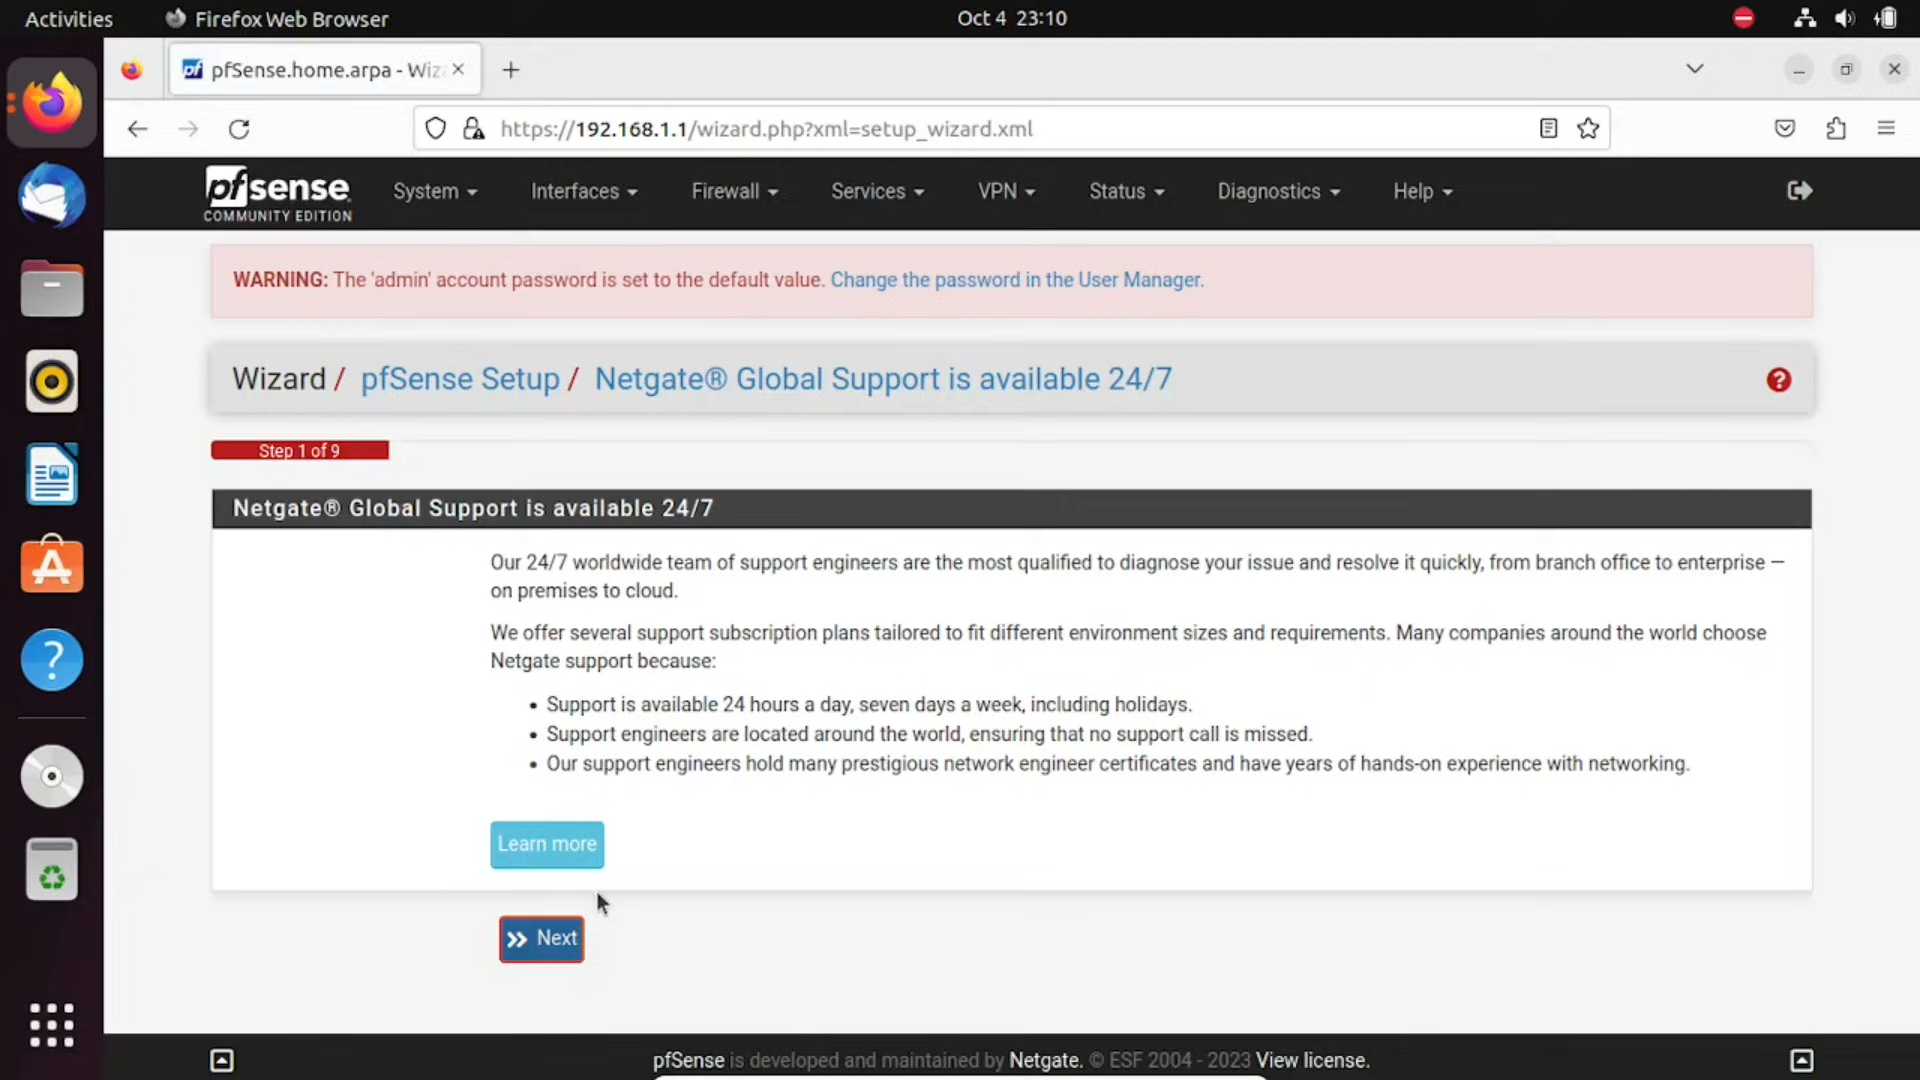 Activities Firefox Web Browser Oct 4 23:10
pfSense.home.arpa - Wiz
https://192.168.1.1/wizard.php?xml=setup_wizard.xml
pfsense System Interfaces Firewall Services VPN Status Diagnostics Help
COMMUNITY EDITION
WARNING: The 'admin' account password is set to the default value. Change the password in the User Manager.
Wizard / pfSense Setup / Netgate® Global Support is available 24/7
Step 1 of 9
Netgate® Global Support is available 24/7
Our 24/7 worldwide team of support engineers are the most qualified to diagnose your issue and resolve it quickly, from branch office to enterprise —
on premises to cloud.
We offer several support subscription plans tailored to fit different environment sizes and requirements. Many companies around the world choose
Netgate support because:
• Support is available 24 hours a day, seven days a week, including holidays.
• Support engineers are located around the world, ensuring that no support call is missed.
• Our support engineers hold many prestigious network engineer certificates and have years of hands-on experience with networking.
Learn more
Next
pfSense is developed and maintained by Netgate. © ESF 2004 - 2023 View license.